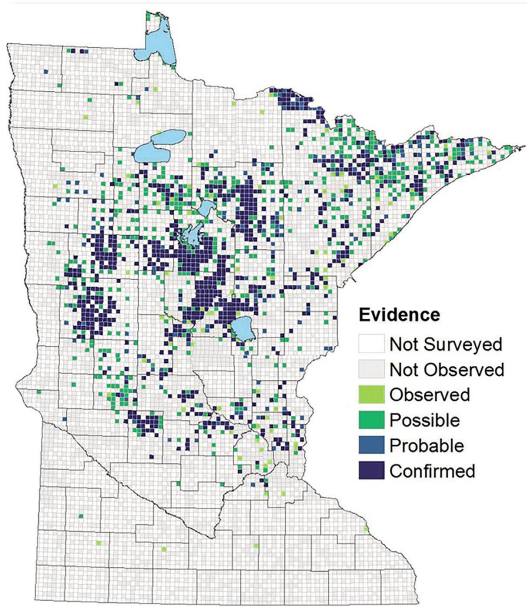 Evidence
Not Surveyed
Not Observed
Observed
Possible
Probable
Confirmed